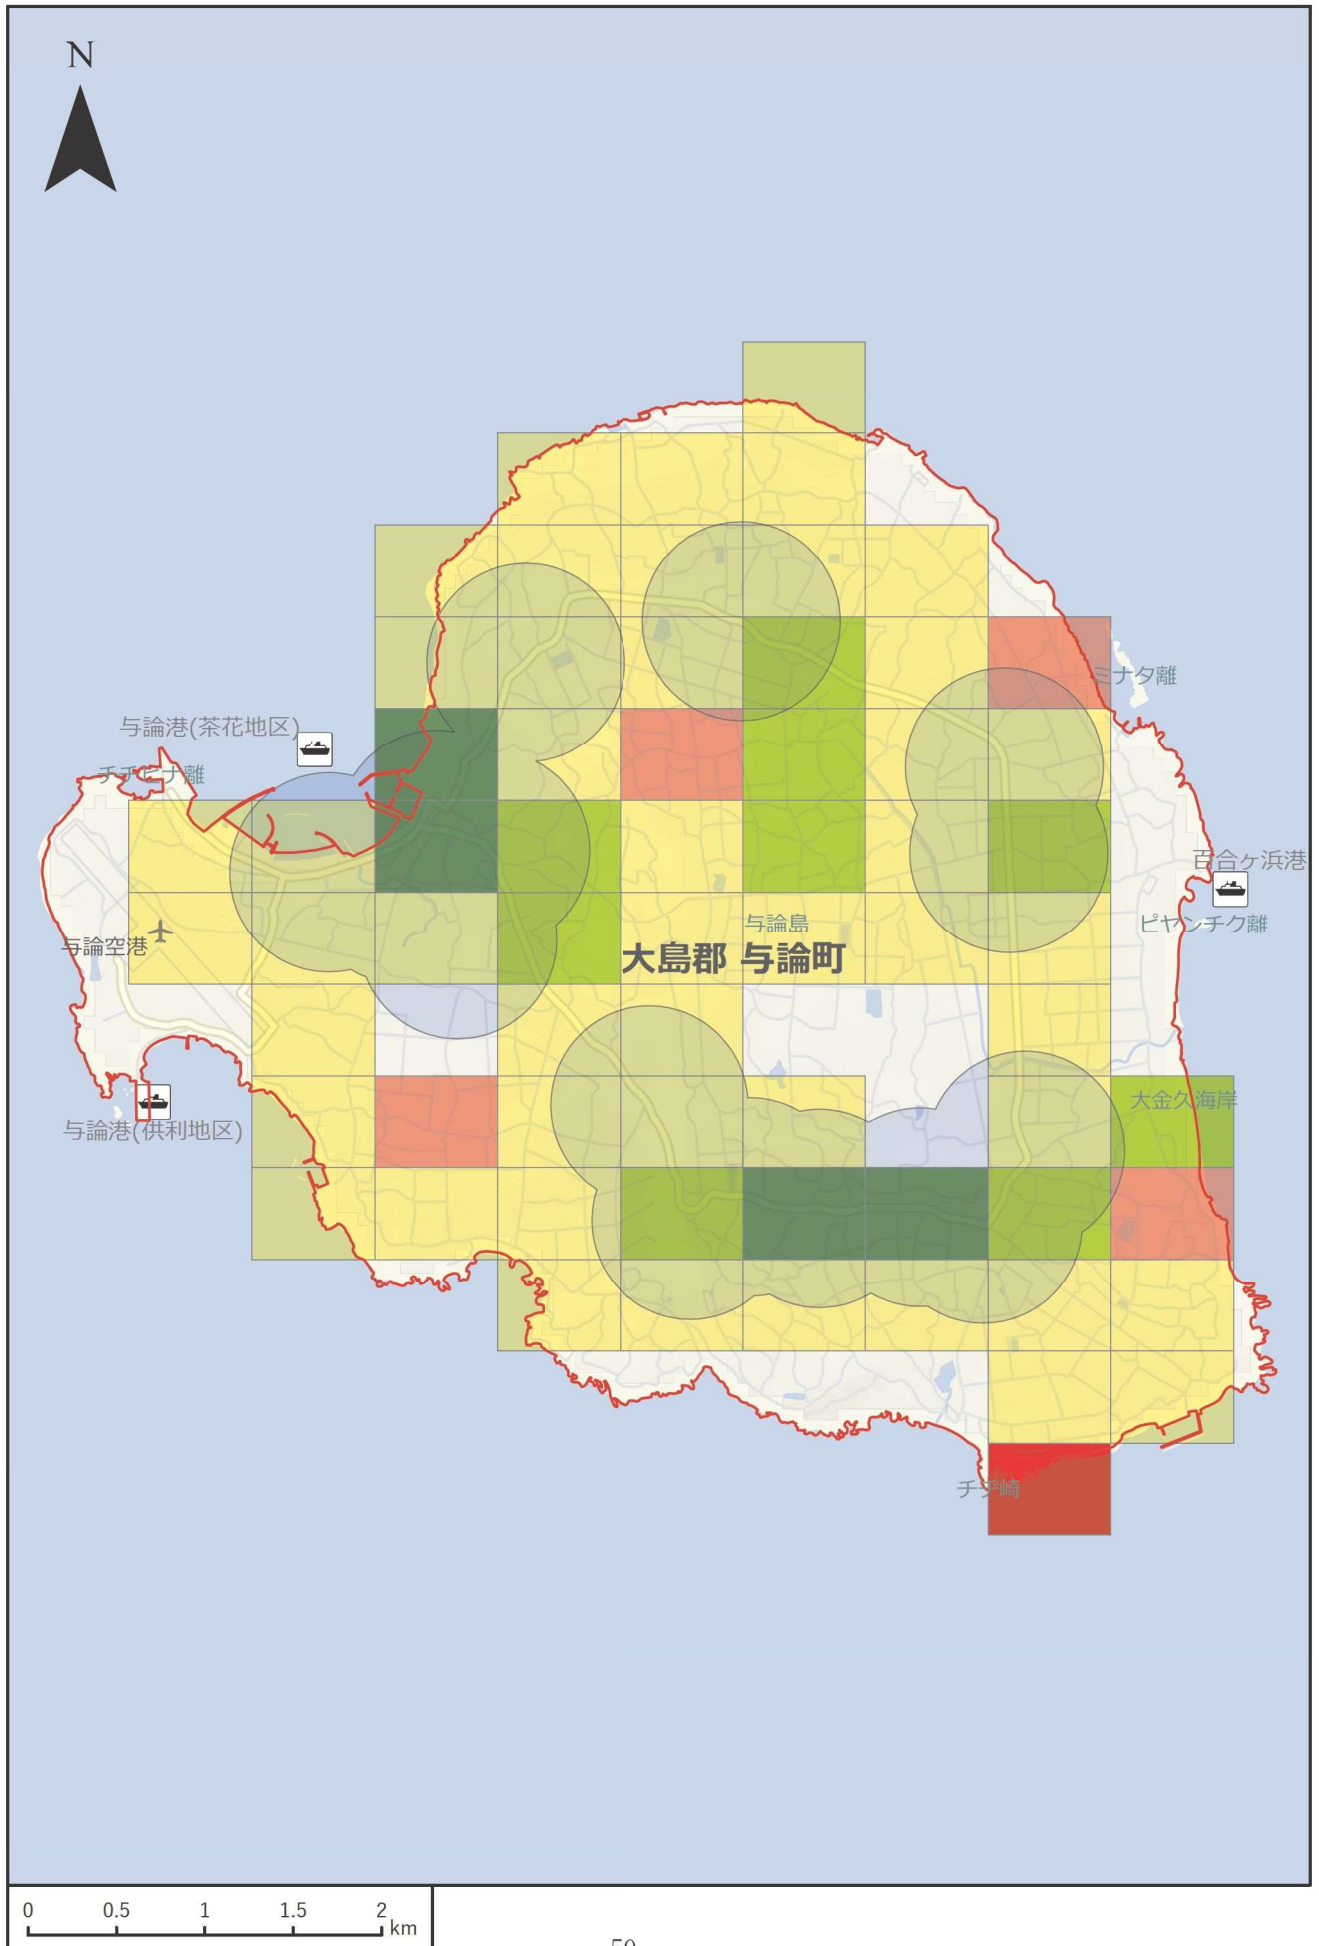 N
ミナタ離
与論港(茶花地区)
チチビナ離
百合ヶ浜港
与論島
ピヤンチク離
与論空港
大島郡 与論町
大金久海岸
与論港(供利地区)
チヂ崎
0 0.5 1 1.5 2
km
50